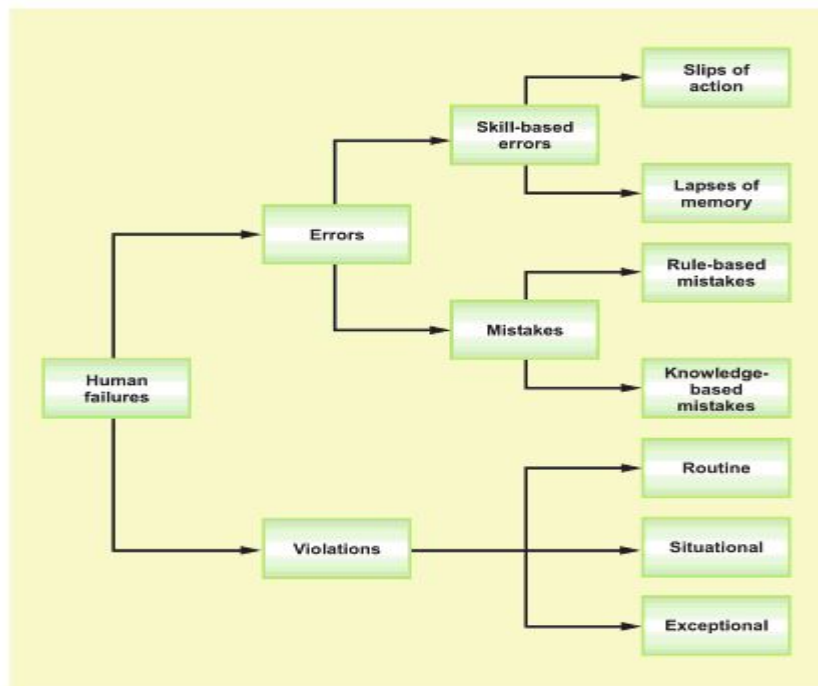 Slips of
action
Skill-based
errors
Lapses of
memory
Errors
Rule-based
mistakes
Mistakes
Human
failures
Knowledge-
based
mistakes
Routine
Violations
Situational
Exceptional